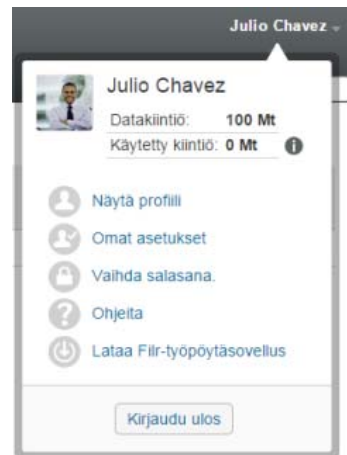 Julio Chavez
Julio Chavez
Datakiintiö: 100 Mt
Käytetty kiintiö: 0 Mt
Näytä profiili
Omat asetukset
Vaihda salasana.
Ohjeita
Lataa Filr-työpöytäsovellus
Kirjaudu ulos